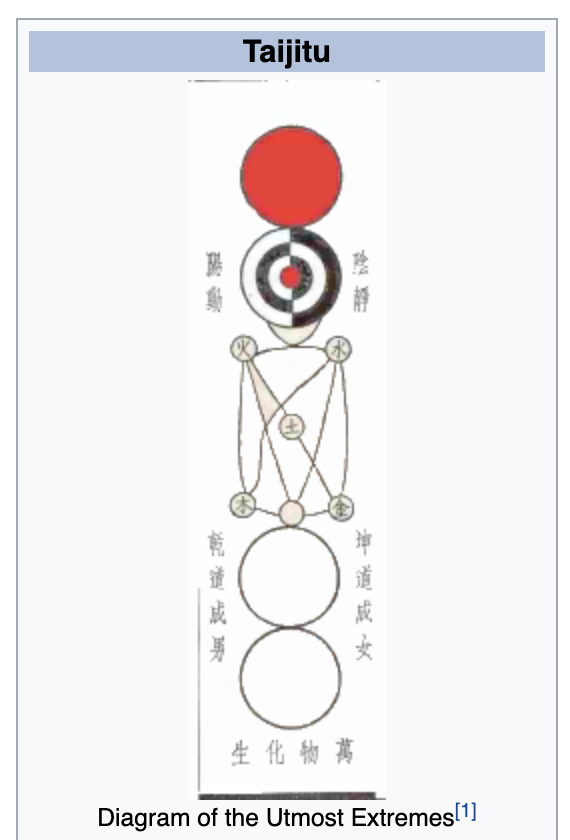 Taijitu
陽動
陰靜
火
水
土
木
金
乾道成男
坤道成女
生化物萬
Diagram of the Utmost Extremes[1]